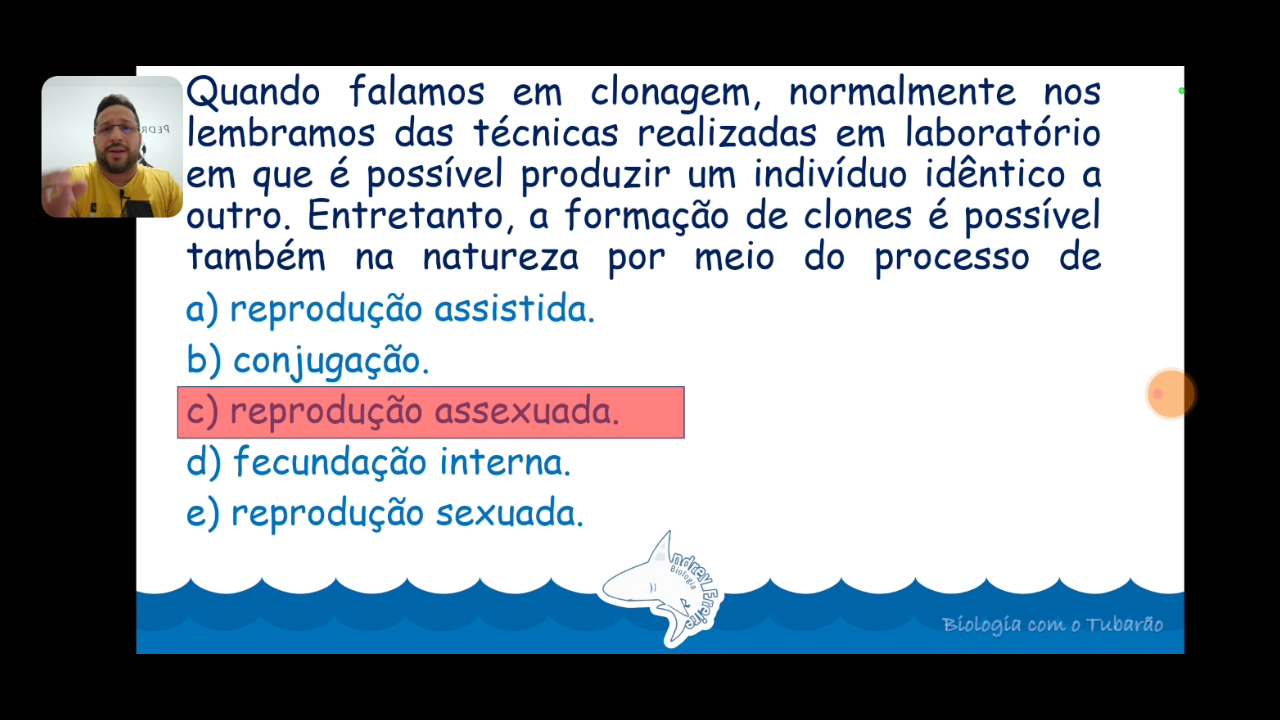 Quando falamos em clonagem, normalmente nos
lembramos das técnicas realizadas em laboratório
em que é possível produzir um indivíduo idêntico a
outro. Entretanto, a formação de clones é possível
também na natureza por meio do processo de
a) reprodução assistida.
b) conjugação.
c) reprodução assexuada.
d) fecundação interna.
e) reprodução sexuada.
Biologia
Biologia com o Tubarão